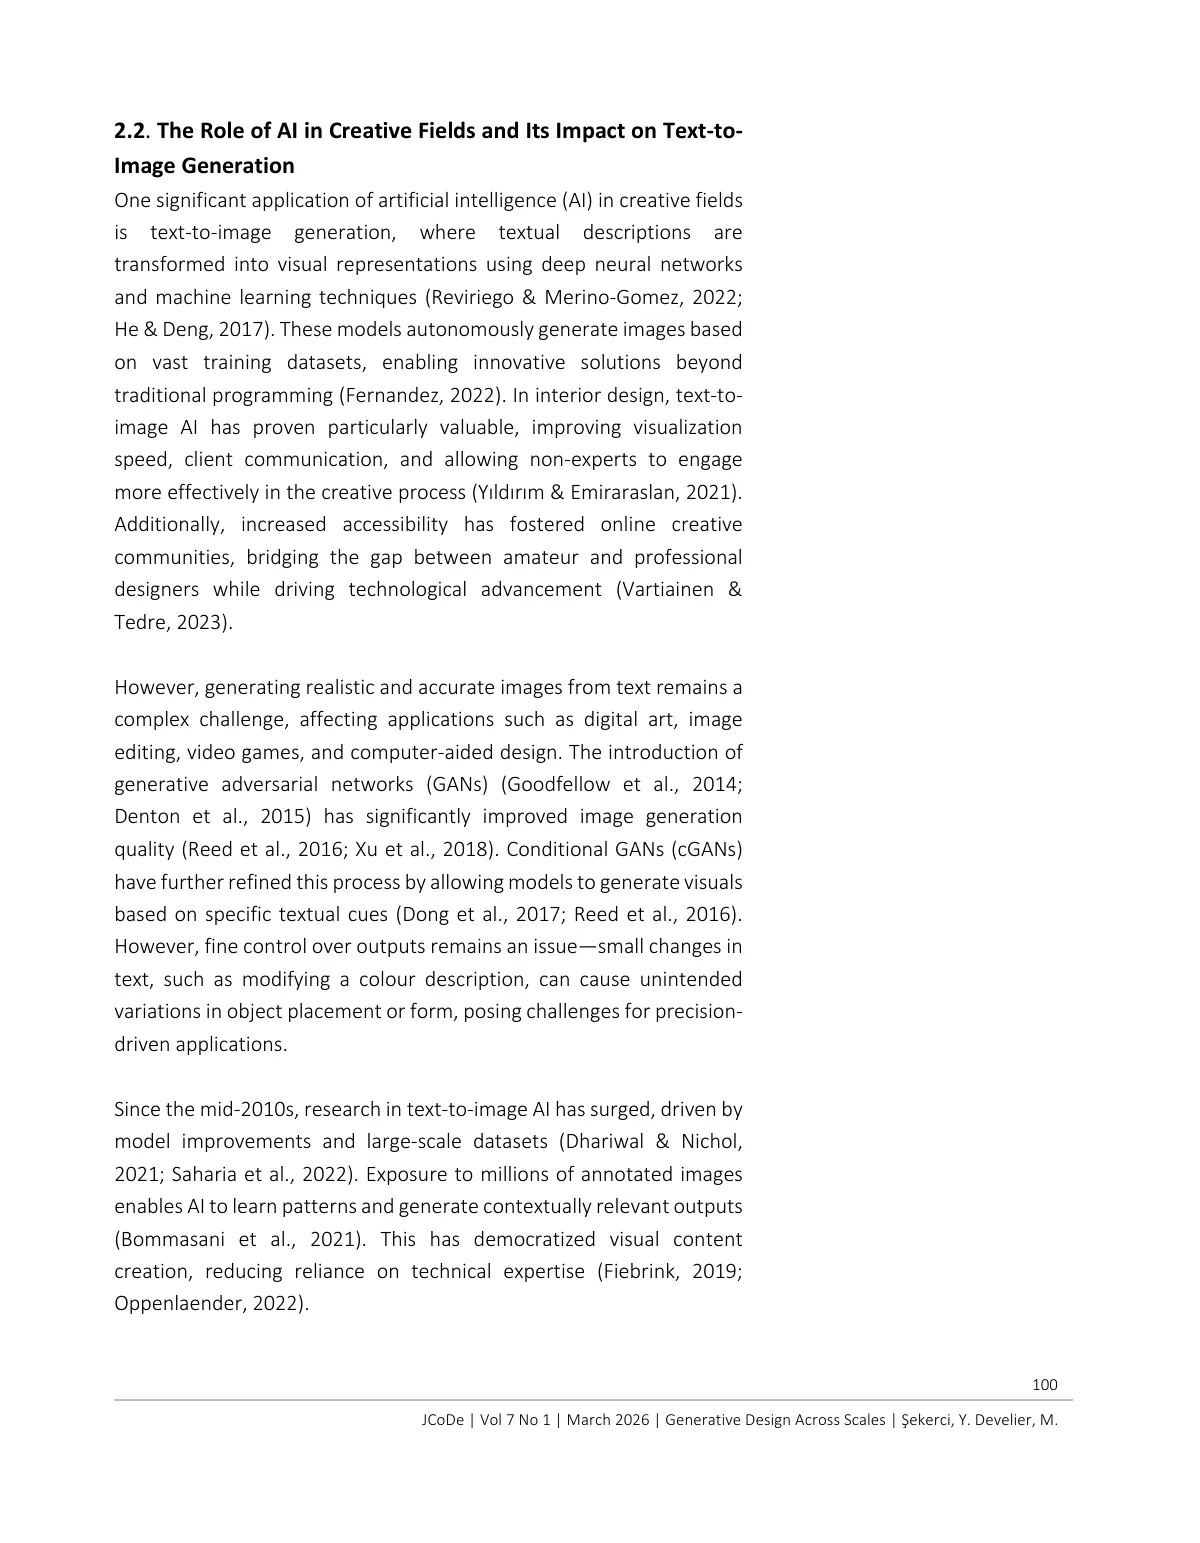 2.2. The Role of AI in Creative Fields and Its Impact on Text-to-
Image Generation
One significant application of artificial intelligence (AI) in creative fields
is text-to-image generation, where textual descriptions are
transformed into visual representations using deep neural networks
and machine learning techniques (Reviriego & Merino-Gomez, 2022;
He & Deng, 2017). These models autonomously generate images based
on vast training datasets, enabling innovative solutions beyond
traditional programming (Fernandez, 2022). In interior design, text-to-
image AI has proven particularly valuable, improving visualization
speed, client communication, and allowing non-experts to engage
more effectively in the creative process (Yıldırım & Emiraraslan, 2021).
Additionally, increased accessibility has fostered online creative
communities, bridging the gap between amateur and professional
designers while driving technological advancement (Vartiainen &
Tedre, 2023).
However, generating realistic and accurate images from text remains a
complex challenge, affecting applications such as digital art, image
editing, video games, and computer-aided design. The introduction of
generative adversarial networks (GANs) (Goodfellow et al., 2014;
Denton et al., 2015) has significantly improved image generation
quality (Reed et al., 2016; Xu et al., 2018). Conditional GANs (cGANs)
have further refined this process by allowing models to generate visuals
based on specific textual cues (Dong et al., 2017; Reed et al., 2016).
However, fine control over outputs remains an issue—small changes in
text, such as modifying a colour description, can cause unintended
variations in object placement or form, posing challenges for precision-
driven applications.
Since the mid-2010s, research in text-to-image AI has surged, driven by
model improvements and large-scale datasets (Dhariwal & Nichol,
2021; Saharia et al., 2022). Exposure to millions of annotated images
enables AI to learn patterns and generate contextually relevant outputs
(Bommasani et al., 2021). This has democratized visual content
creation, reducing reliance on technical expertise (Fiebrink, 2019;
Oppenlaender, 2022).
100
JCoDe | Vol 7 No 1 | March 2026 | Generative Design Across Scales | Şekerci, Y. Develier, M.